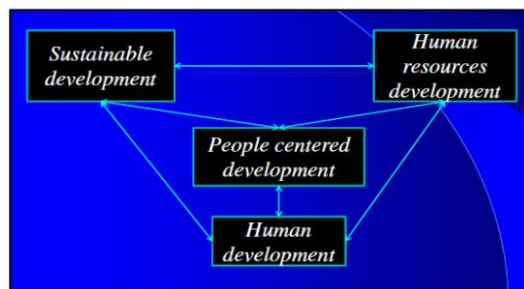 Sustainable
development
Human
resources
development
People centered
development
Human
development